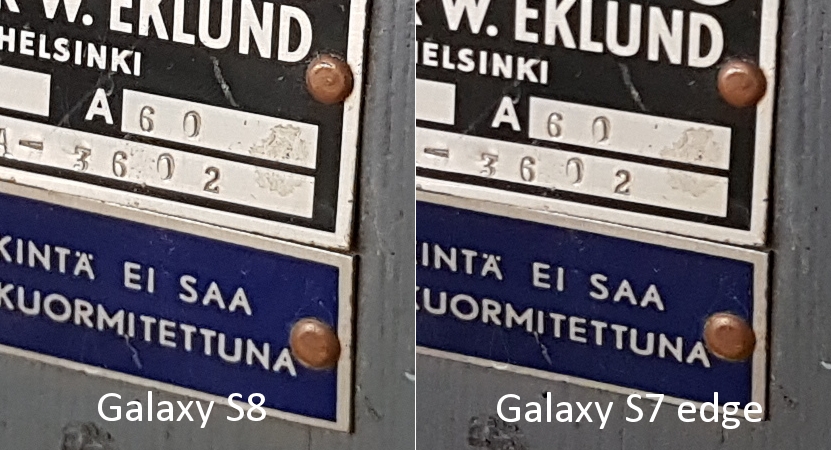 W. EKLUND
HELSINKI
A 60
A-3602
KINTÄ EI SAA
KUORMITETTUNA
Galaxy S8
W. EKLUND
ELSINKI
A 60
-3602
INTÄ EI SAA
KUORMITETTUNA
Galaxy S7 edge